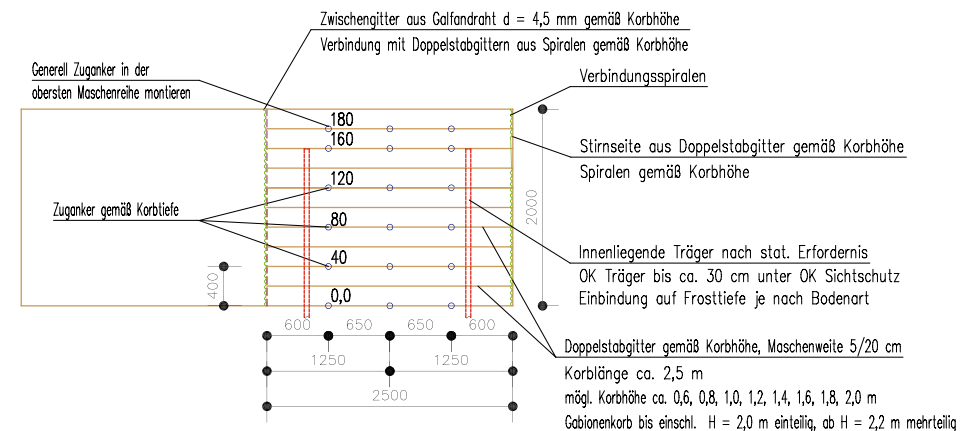 Zwischengitter aus Galfandraht d = 4,5 mm gemäß Korbhöhe
Verbindung mit Doppelstabgittern aus Spiralen gemäß Korbhöhe
Generell Zuganker in der
obersten Maschenreihe montieren
Verbindungsspiralen
180
160
Stirnseite aus Doppelstabgitter gemäß Korbhöhe
Spiralen gemäß Korbhöhe
120
2000
Zuganker gemäß Korbtiefe
80
40
Innenliegende Träger nach stat. Erfordernis
OK Träger bis ca. 30 cm unter OK Sichtschutz
Einbindung auf Frosttiefe je nach Bodenart
400
0,0
600 650 650 600
1250 1250
2500
Doppelstabgitter gemäß Korbhöhe, Maschenweite 5/20 cm
Korblänge ca. 2,5 m
mögl. Korbhöhe ca. 0,6, 0,8, 1,0, 1,2, 1,4, 1,6, 1,8, 2,0 m
Gabionenkorb bis einschl. H = 2,0 m einteilig, ab H = 2,2 m mehrteilig